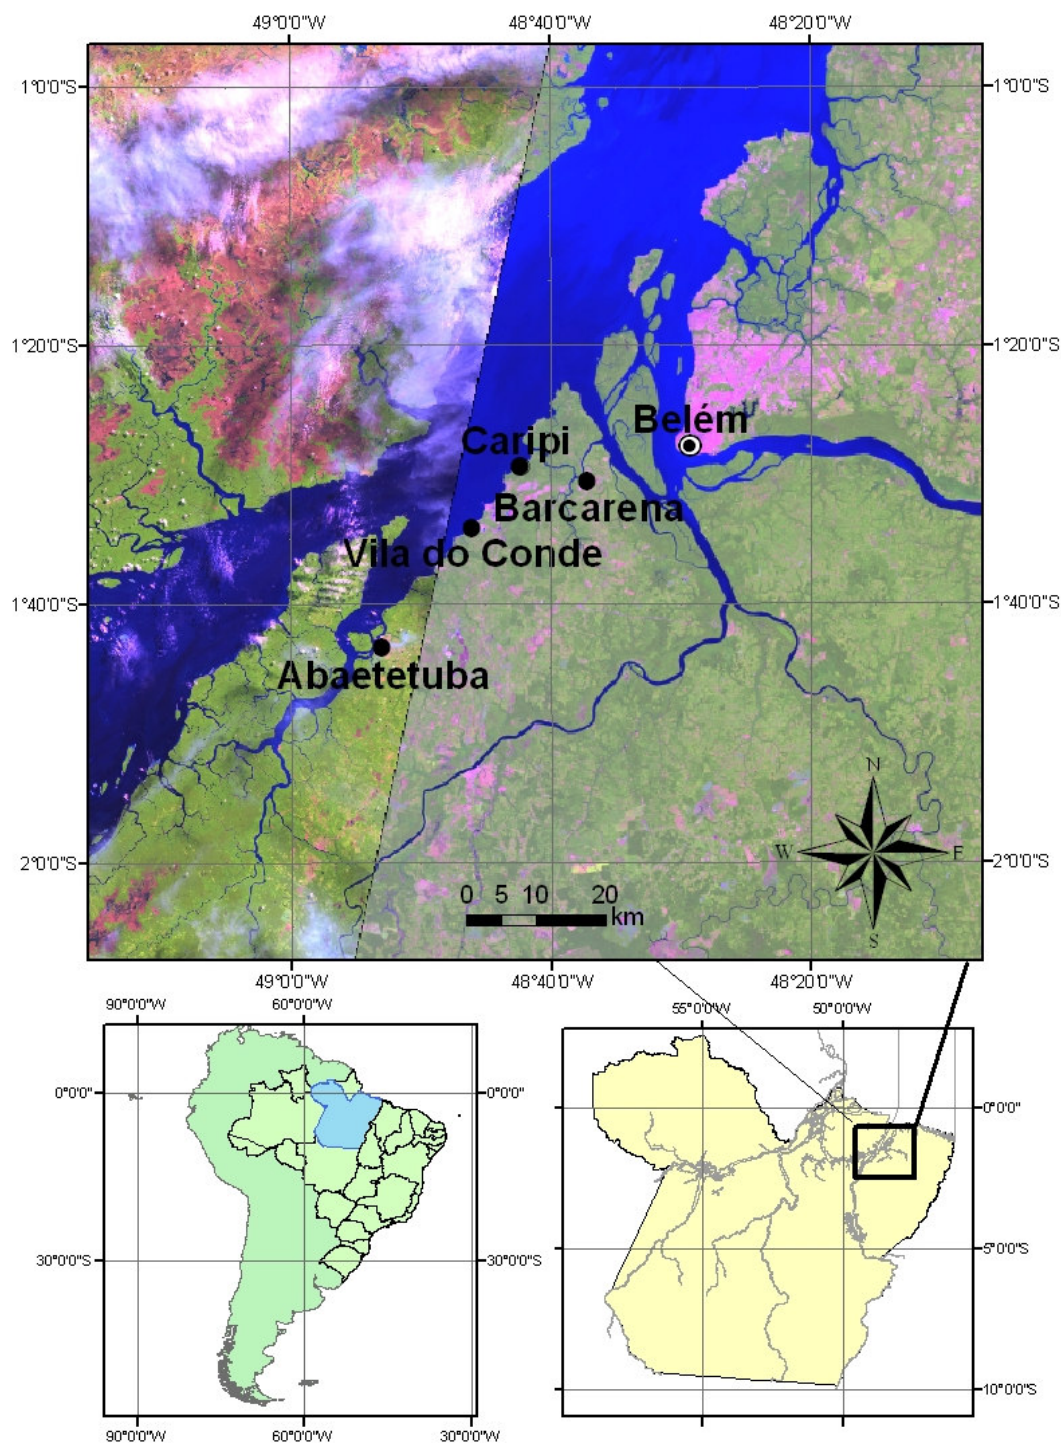 49°0'0"W 48°40'0"W 48°20'0"W
1°0'0"S 1°0'0"S
1°20'0"S 1°20'0"S
Belém
Caripi
Barcarena
Vila do Conde
1°40'0"S 1°40'0"S
Abaetetuba
N
W E
S
2°0'0"S 2°0'0"S
0 5 10 20
km
49°0'0"W 48°40'0"W 48°20'0"W
90°0'0"W 60°0'0"W
55°0'0"W 50°0'0"W
0°0'0" 0°0'0"
0°0'0"
30°0'0"S 30°0'0"S
5°0'0"S
10°0'0"S
90°0'0"W 60°0'0"W 30°0'0"W